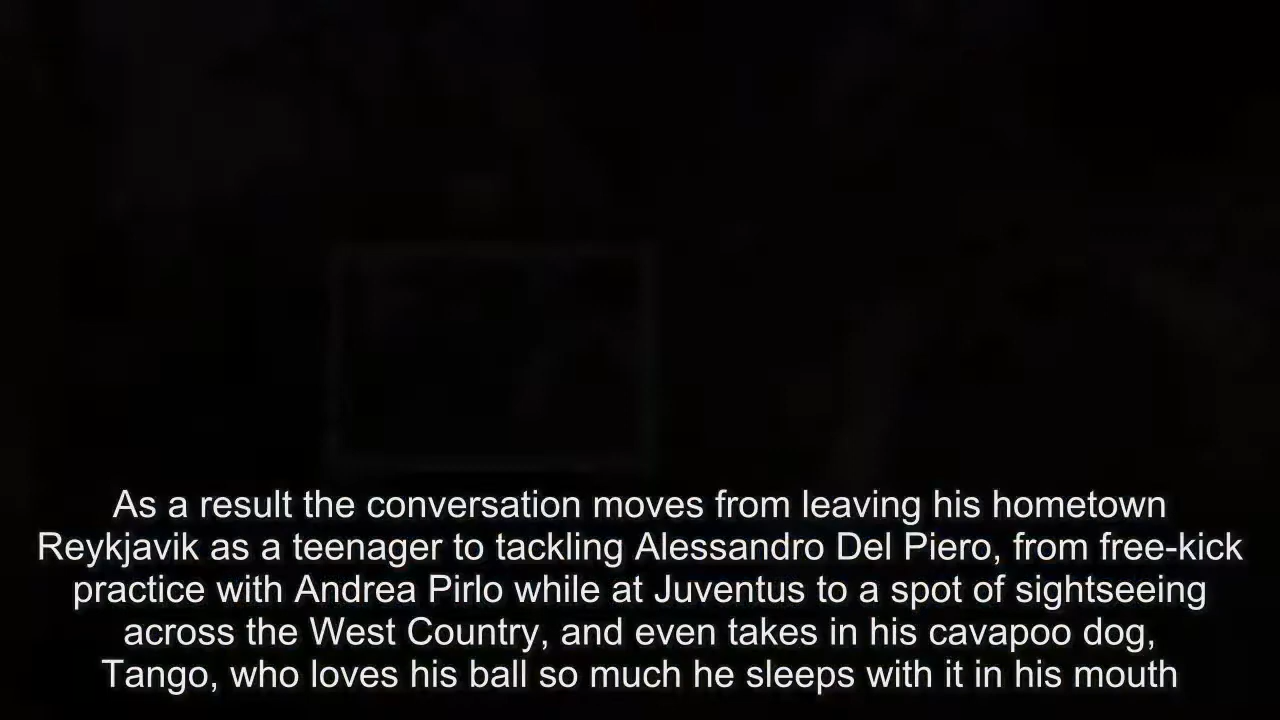 As a result the conversation moves from leaving his hometown
Reykjavik as a teenager to tackling Alessandro Del Piero, from free-kick
practice with Andrea Pirlo while at Juventus to a spot of sightseeing
across the West Country, and even takes in his cavapoo dog,
Tango, who loves his ball so much he sleeps with it in his mouth